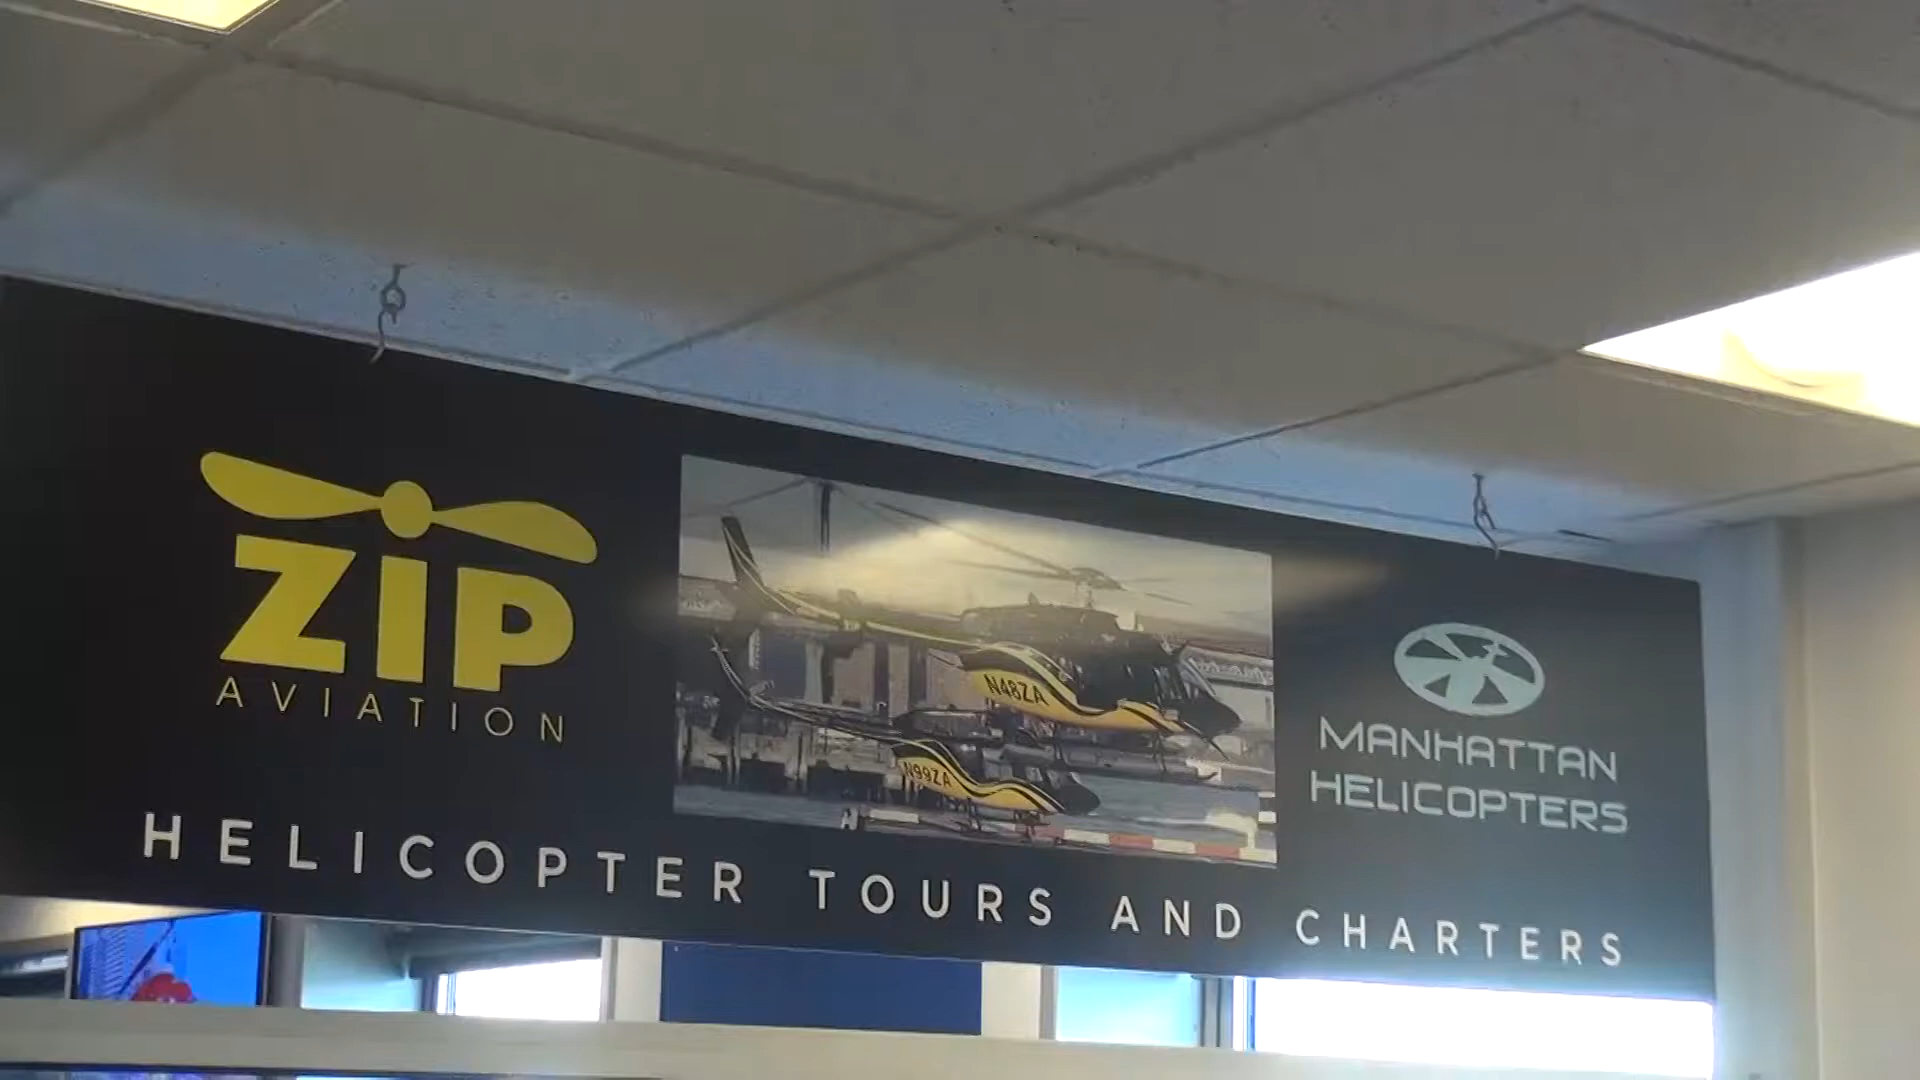 ZIP
AVIATION
N48ZA
N99ZA
MANHATTAN
HELICOPTERS
HELICOPTER TOURS AND CHARTERS